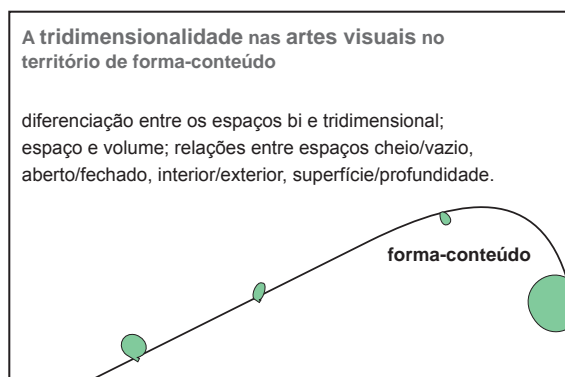 A tridimensionalidade nas artes visuais no
território de forma-conteúdo
diferenciação entre os espaços bi e tridimensional;
espaço e volume; relações entre espaços cheio/vazio,
aberto/fechado, interior/exterior, superfície/profundidade.
forma-conteúdo